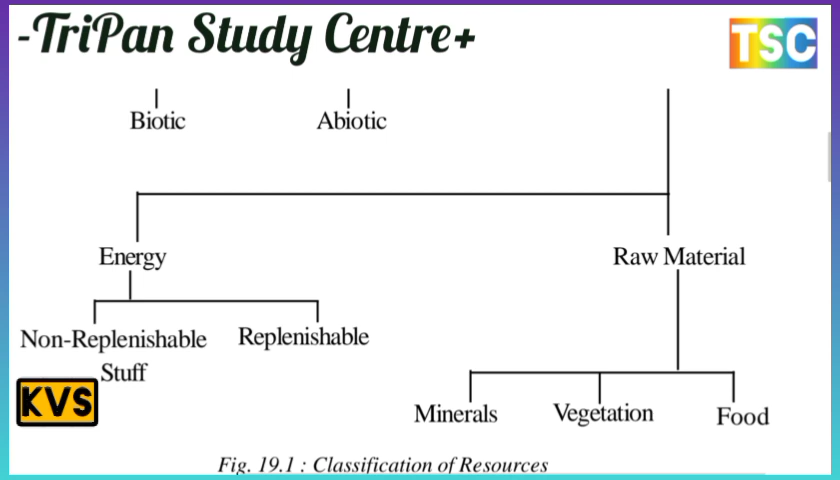 -TriPan Study Centre+
TSC
Biotic Abiotic
Energy Raw Material
Non-Replenishable Replenishable
Stuff
KVS
Minerals Vegetation Food
Fig. 19.1 : Classification of Resources